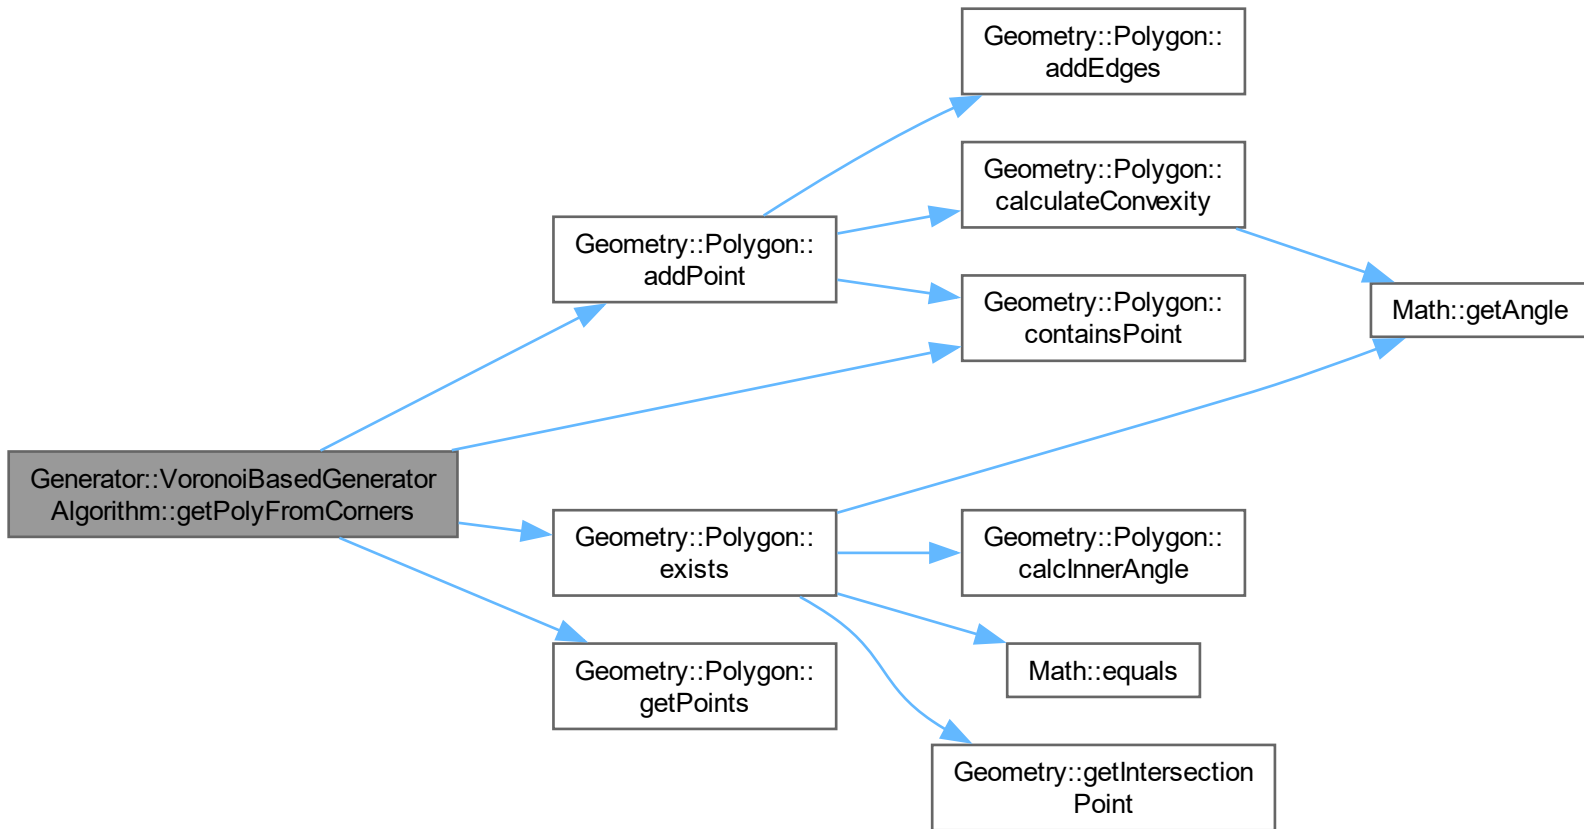 Geometry::Polygon::
addEdges
Geometry::Polygon::
calculateConvexity
Geometry::Polygon::
addPoint
Geometry::Polygon::
containsPoint
Math::getAngle
Generator::VoronoiBasedGenerator
Algorithm::getPolyFromCorners
Geometry::Polygon::
exists
Geometry::Polygon::
calcInnerAngle
Geometry::Polygon::
getPoints
Math::equals
Geometry::getIntersection
Point